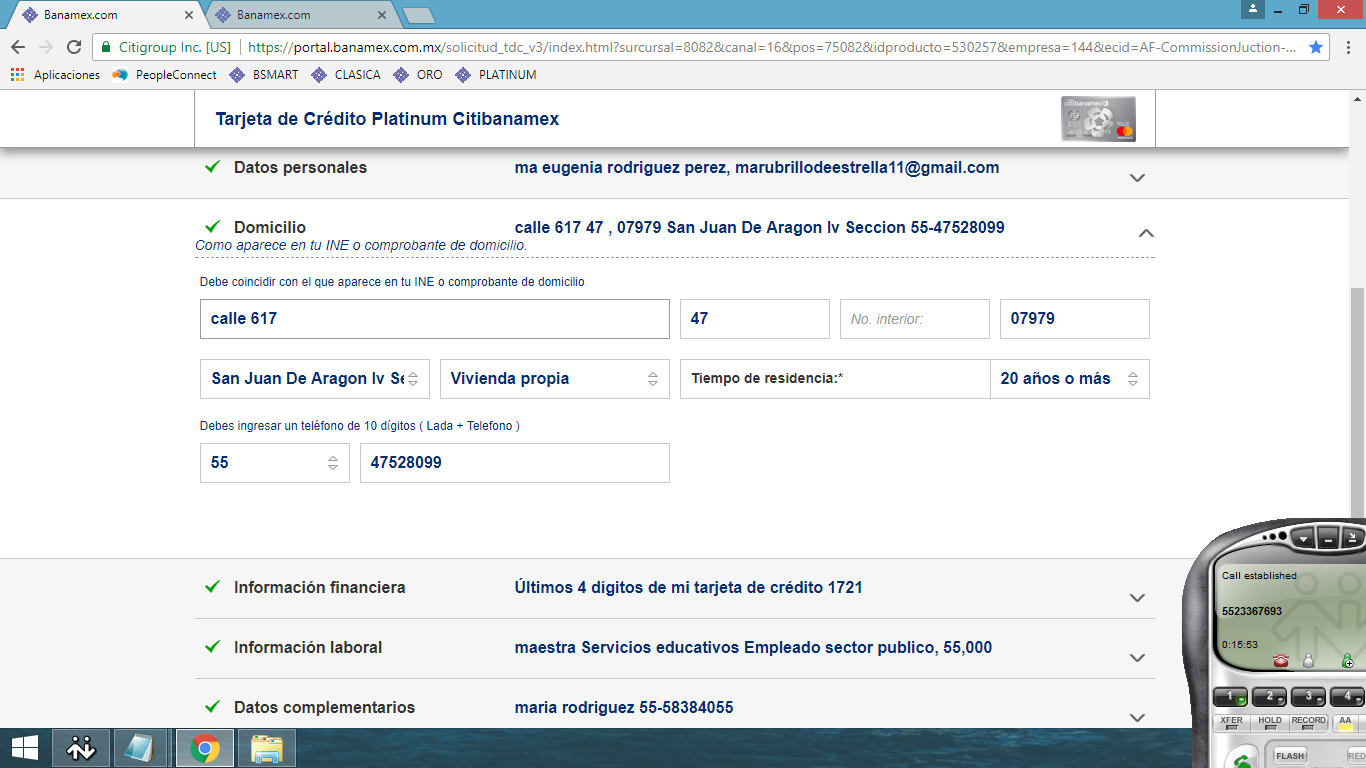 Banamex.com
Banamex.com
Citigroup Inc. [US]
https://portal.banamex.com.mx/solicitud_tdc_v3/index.html?surcursal=8082&canal=16&pos=75082&idproducto=530257&empresa=144&ecid=AF-CommissionJuction-...
Aplicaciones PeopleConnect BSMART CLASICA ORO PLATINUM
Tarjeta de Crédito Platinum Citibanamex
citibanamex
Datos personales ma eugenia rodriguez perez, marubrillodeestrella11@gmail.com
Domicilio calle 617 47 , 07979 San Juan De Aragon Iv Seccion 55-47528099
Como aparece en tu INE o comprobante de domicilio.
Debe coincidir con el que aparece en tu INE o comprobante de domicilio
calle 617 47 No. interior: 07979
San Juan De Aragon Iv Se Vivienda propia Tiempo de residencia:* 20 años o más
Debes ingresar un teléfono de 10 dígitos ( Lada + Telefono )
55 47528099
Información financiera Últimos 4 dígitos de mi tarjeta de crédito 1721
Información laboral maestra Servicios educativos Empleado sector publico, 55,000
Datos complementarios maria rodriguez 55-58384055
Call established
5523367693
0:15:53
1 2 3 4
XFER HOLD RECORD AA
FLASH RED